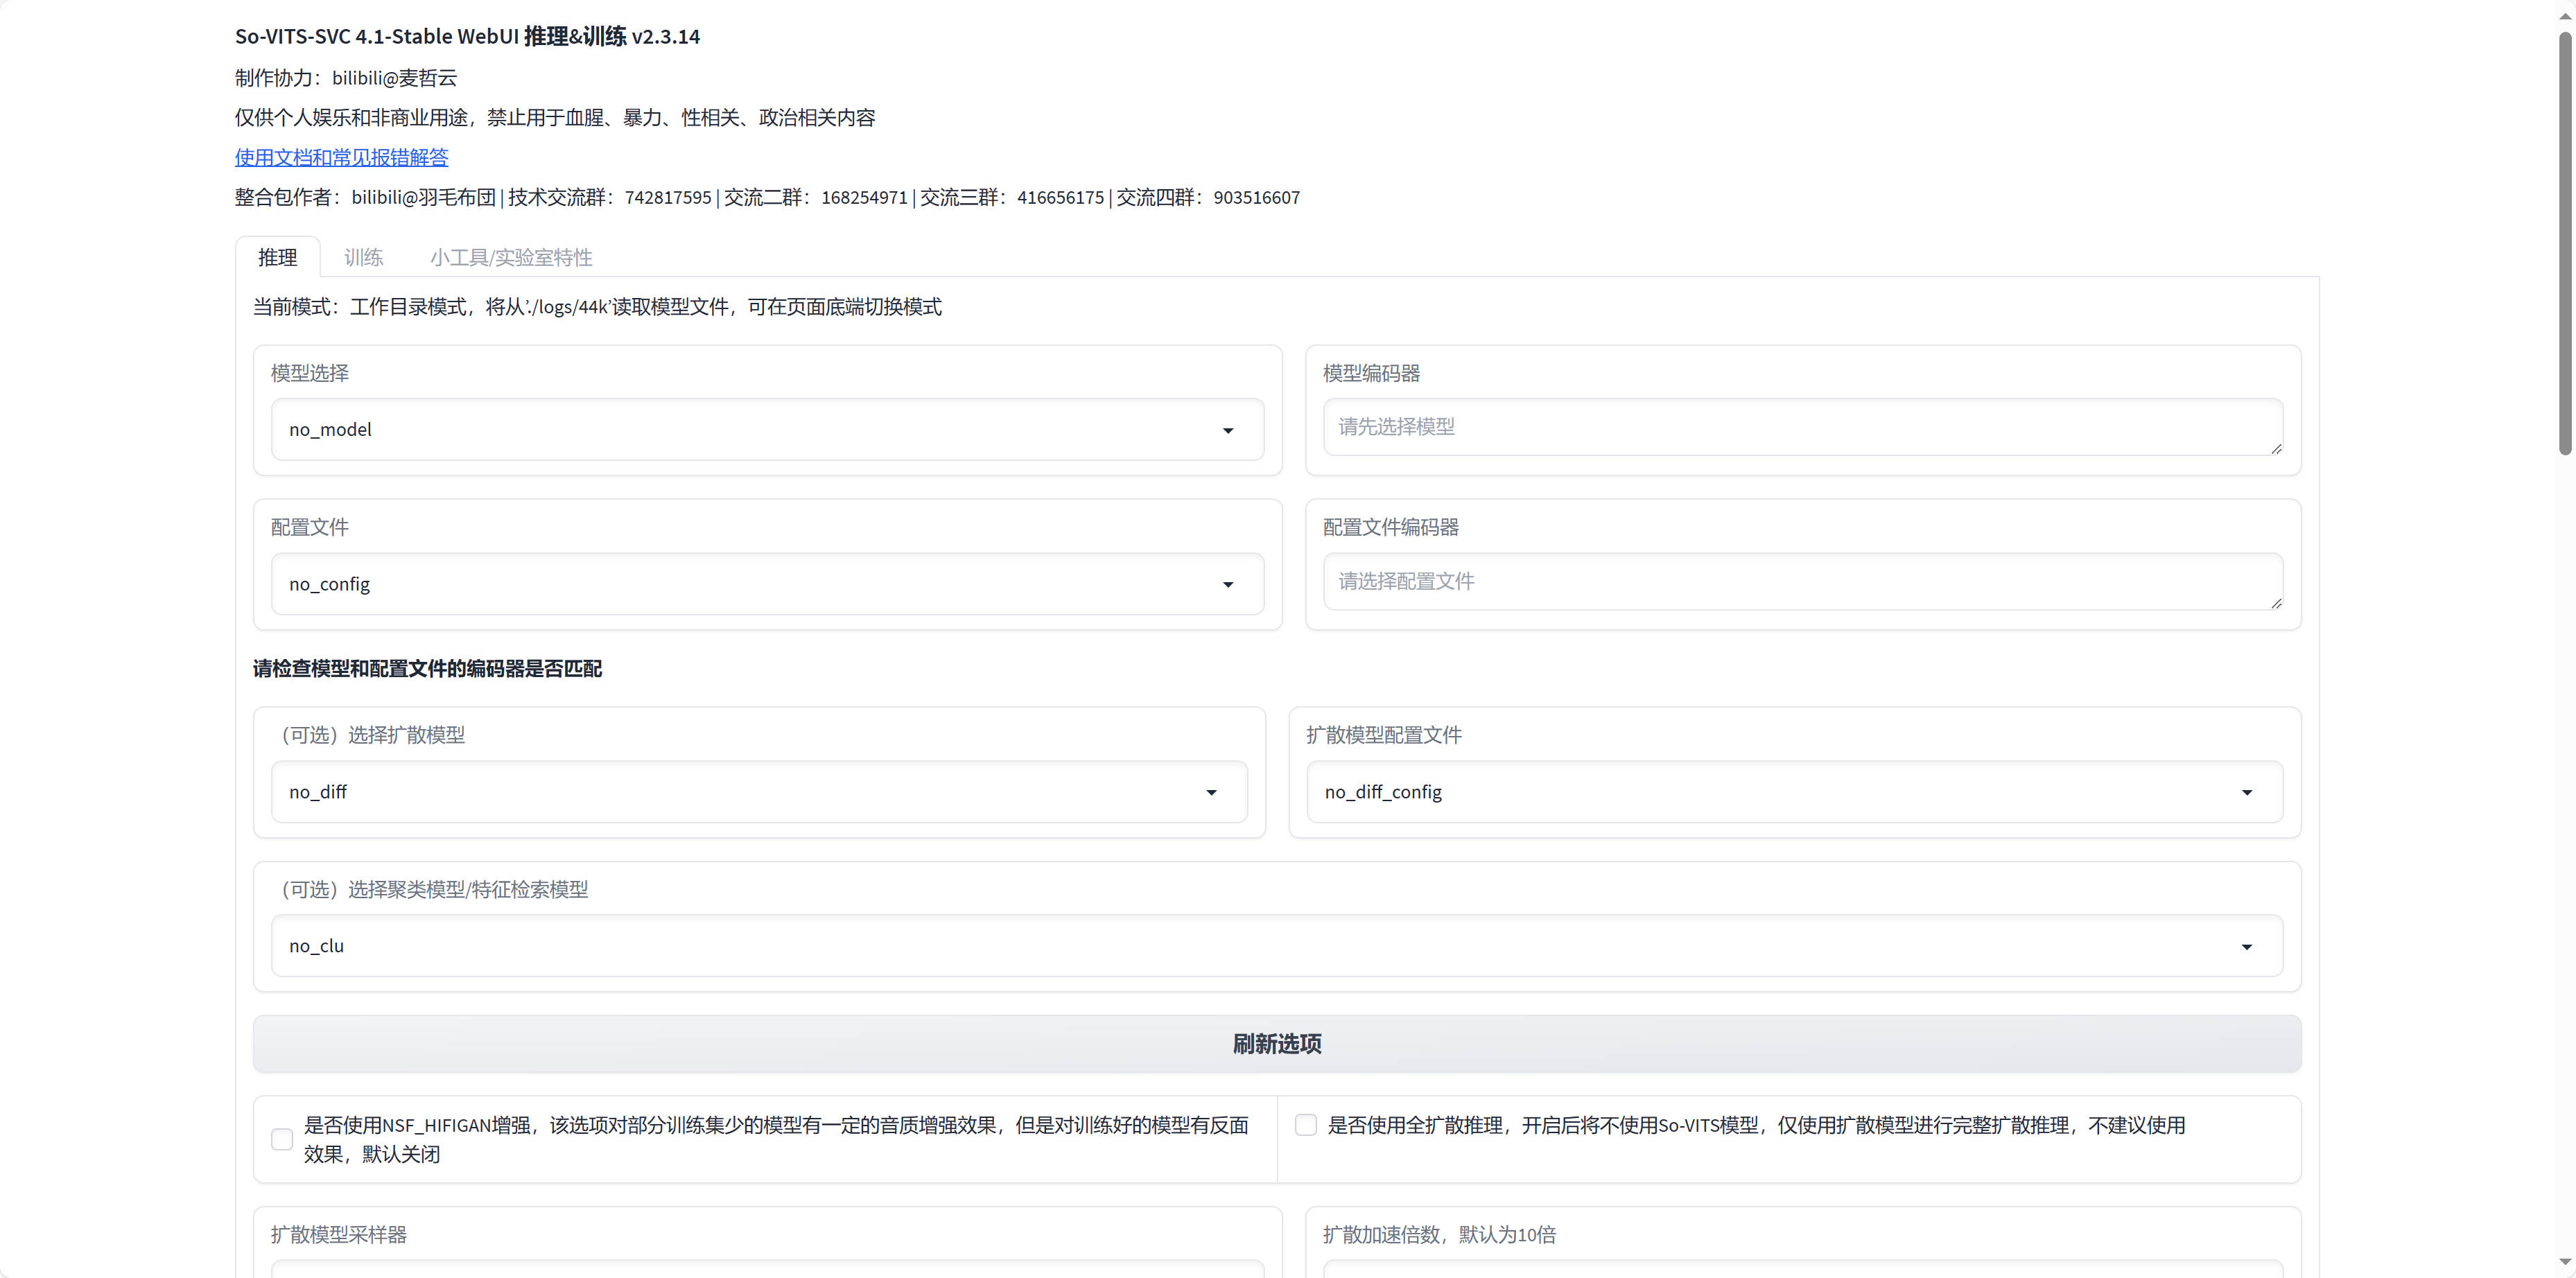 So-VITS-SVC 4.1-Stable WebUI 推理&训练 v2.3.14
制作协力：bilibili@麦哲云
仅供个人娱乐和非商业用途，禁止用于血腥、暴力、性相关、政治相关内容
使用文档和常见报错解答
整合包作者：bilibili@羽毛布団 | 技术交流群：742817595 | 交流二群：168254971 | 交流三群：416656175 | 交流四群：903516607
推理 训练 小工具/实验室特性
当前模式：工作目录模式，将从’./logs/44k’读取模型文件，可在页面底端切换模式
模型选择
no_model
模型编码器
请先选择模型
配置文件
no_config
配置文件编码器
请选择配置文件
请检查模型和配置文件的编码器是否匹配
（可选）选择扩散模型
no_diff
扩散模型配置文件
no_diff_config
（可选）选择聚类模型/特征检索模型
no_clu
刷新选项
是否使用NSF_HIFIGAN增强，该选项对部分训练集少的模型有一定的音质增强效果，但是对训练好的模型有反面
效果，默认关闭
是否使用全扩散推理，开启后将不使用So-VITS模型，仅使用扩散模型进行完整扩散推理，不建议使用
扩散模型采样器
扩散加速倍数，默认为10倍